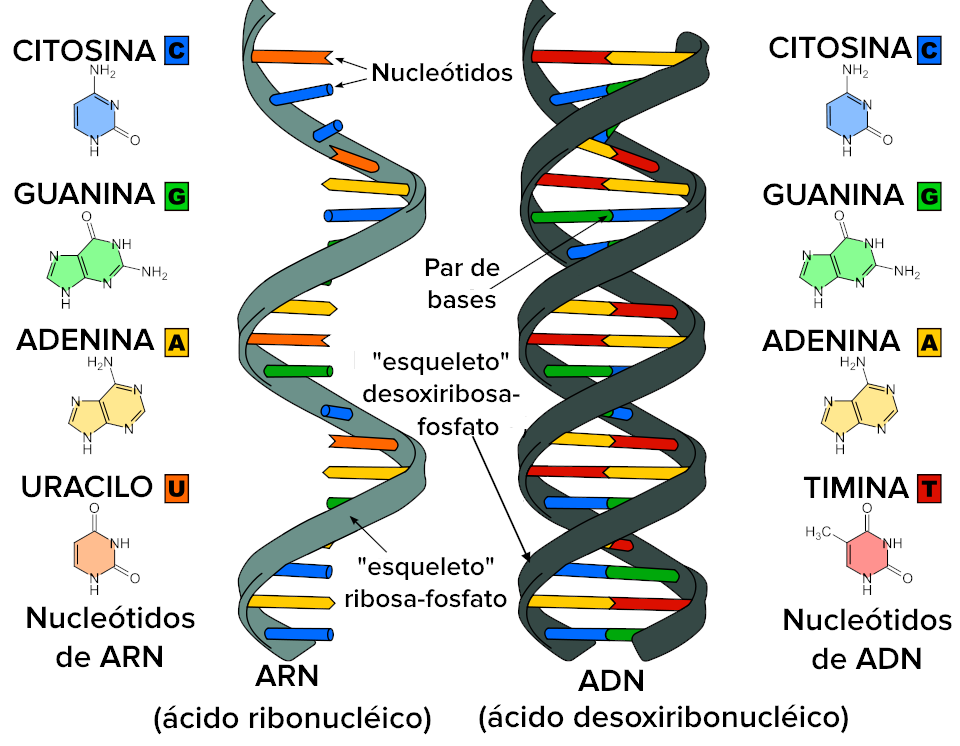 CITOSINA C
NH₂
N
N
H
O
GUANINA G
O
N
NH
N
H
N
NH₂
ADENINA A
H₂N
N
N
N
H
N
URACILO U
O
NH
N
H
O
Nucleótidos
de ARN
Nucleótidos
Par de
bases
"esqueleto"
desoxiribosa-
fosfato
"esqueleto"
ribosa-fosfato
ARN
(ácido ribonucléico)
ADN
(ácido desoxiribonucléico)
CITOSINA C
NH₂
N
N
H
O
GUANINA G
O
N
NH
N
H
N
NH₂
ADENINA A
H₂N
N
N
N
H
N
TIMINA T
O
H₃C
NH
N
H
O
Nucleótidos
de ADN